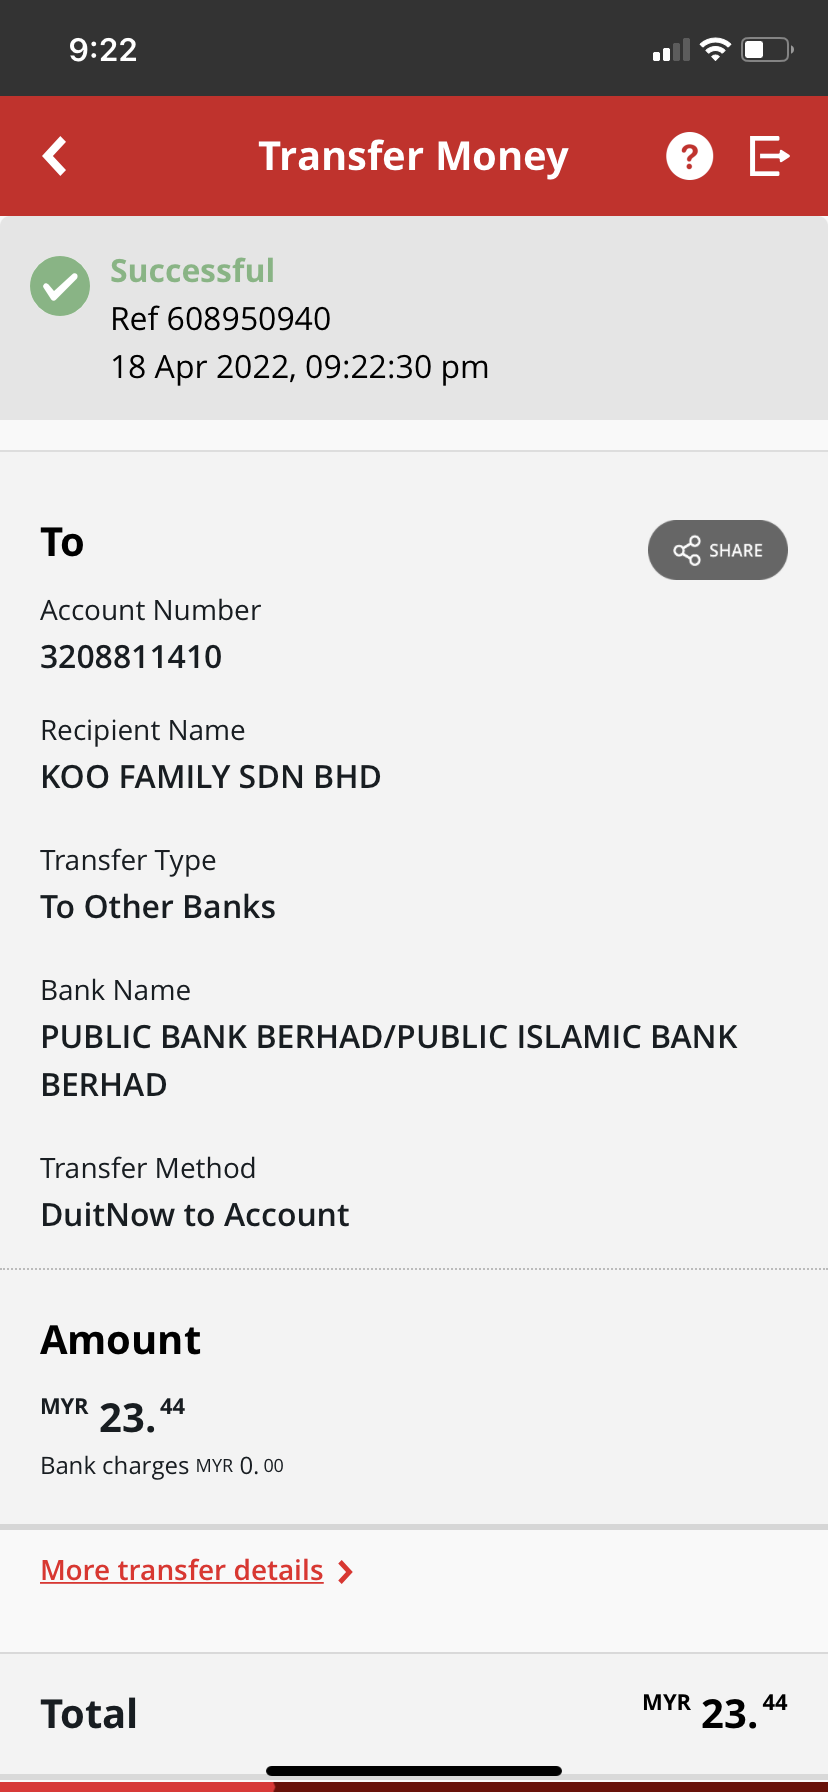 9:22
Transfer Money
?
Successful
Ref 608950940
18 Apr 2022, 09:22:30 pm
To
SHARE
Account Number
3208811410
Recipient Name
KOO FAMILY SDN BHD
Transfer Type
To Other Banks
Bank Name
PUBLIC BANK BERHAD/PUBLIC ISLAMIC BANK
BERHAD
Transfer Method
DuitNow to Account
Amount
MYR 23.44
Bank charges MYR 0.00
More transfer details
Total MYR 23.44